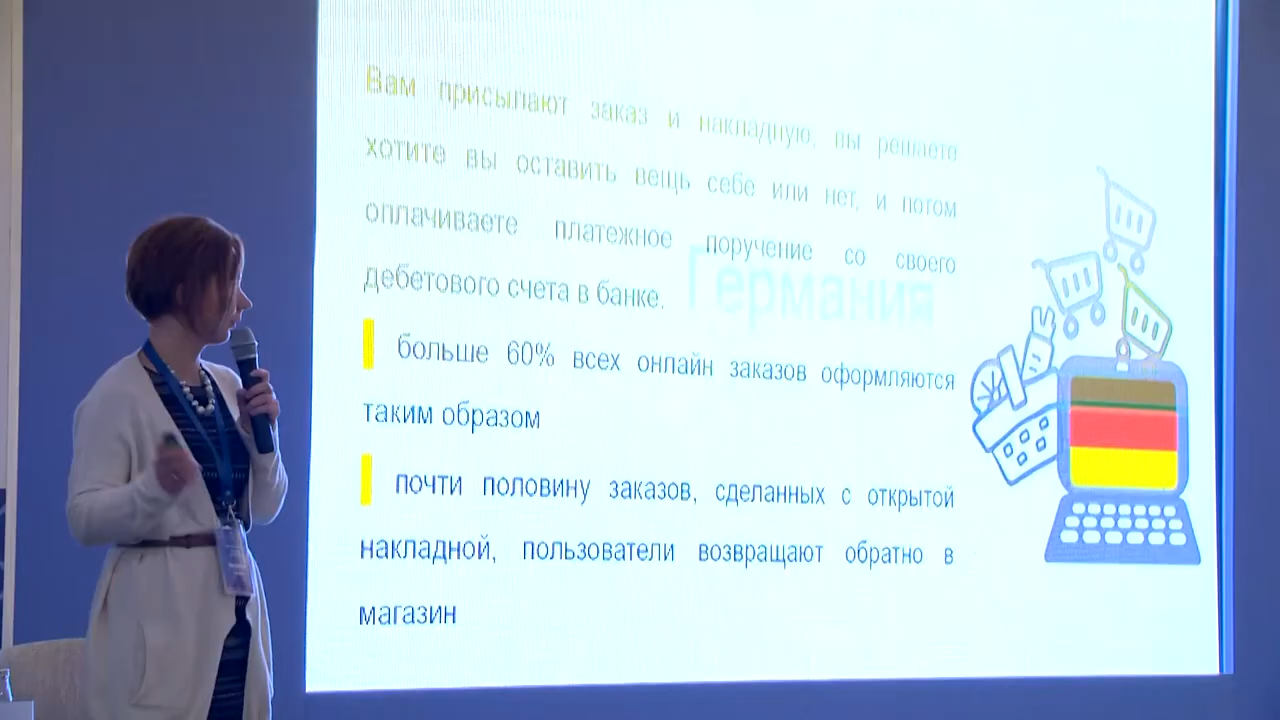 Вам присылают заказ и накладную, вы решаете
хотите вы оставить вещь себе или нет, и потом
оплачиваете платежное поручение со своего
дебетового счета в банке.
Германия
больше 60% всех онлайн заказов оформляются
таким образом
почти половину заказов, сделанных с открытой
накладной, пользователи возвращают обратно в
магазин